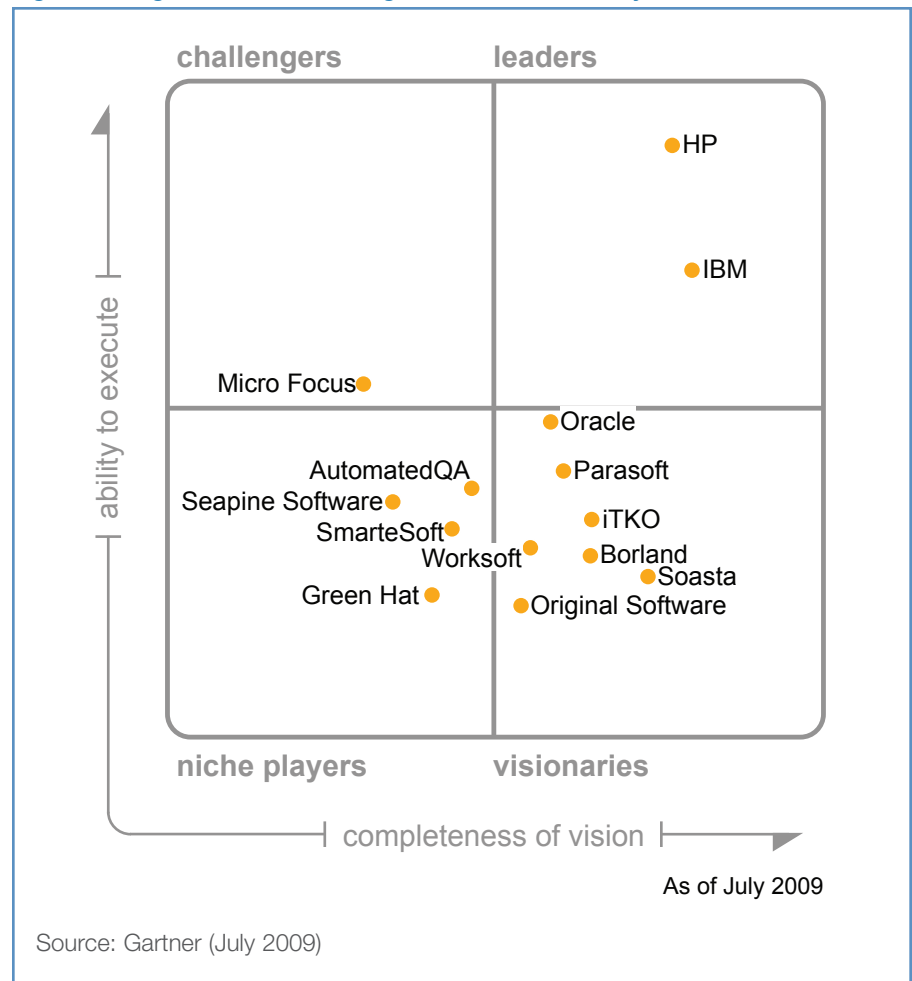 challengers
leaders
HP
IBM
ability to execute
Micro Focus
Oracle
AutomatedQA
Parasoft
Seapine Software
iTKO
SmarteSoft
Worksoft
Borland
Soasta
Green Hat
Original Software
niche players
visionaries
completeness of vision
As of July 2009
Source: Gartner (July 2009)